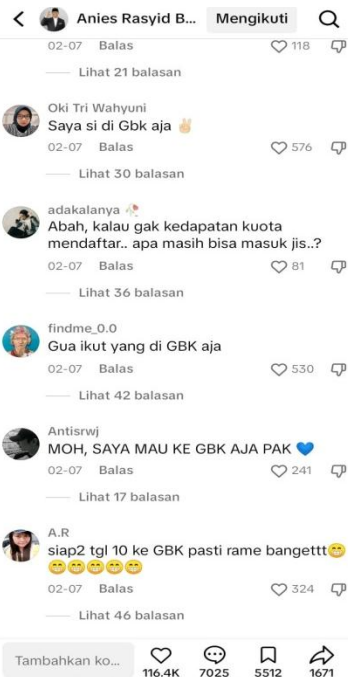 Anies Rasyid B... Mengikuti
02-07 Balas 118
Lihat 21 balasan
Oki Tri Wahyuni
Saya si di Gbk aja ✌🏻
02-07 Balas 576
Lihat 30 balasan
adakalanya 🥀
Abah, kalau gak kedapatan kuota
mendaftar.. apa masih bisa masuk jis..?
02-07 Balas 81
Lihat 36 balasan
findme_0.0
Gua ikut yang di GBK aja
02-07 Balas 530
Lihat 42 balasan
Antisrwj
MOH, SAYA MAU KE GBK AJA PAK 💙
02-07 Balas 241
Lihat 17 balasan
A.R
siap2 tgl 10 ke GBK pasti rame bangettt😁
😁😁😁😁😁
02-07 Balas 324
Lihat 46 balasan
Tambahkan ko...
116.4K 7025 5512 1671